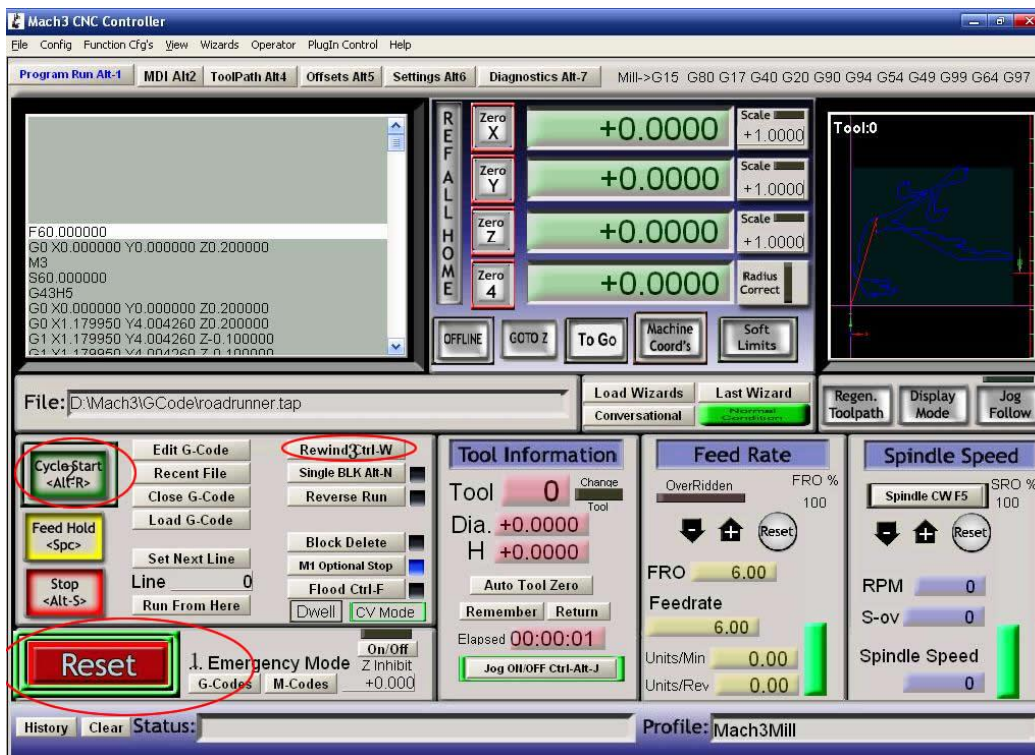 Mach3 CNC Controller
File Config Function Cfg's View Wizards Operator PlugIn Control Help
Program Run Alt-1 MDI Alt2 ToolPath Alt4 Offsets Alt5 Settings Alt6 Diagnostics Alt-7 Mill->G15 G80 G17 G40 G20 G90 G94 G54 G49 G99 G64 G97
F60.000000
G0 X0.000000 Y0.000000 Z0.200000
M3
S60.000000
G43H5
G0 X0.000000 Y0.000000 Z0.200000
G0 X1.179950 Y4.004260 Z0.200000
G1 X1.179950 Y4.004260 Z-0.100000
G1 X1.179950 Y4.004260 Z-0.100000
REF ALL HOME
Zero X +0.0000 Scale +1.0000
Zero Y +0.0000 Scale +1.0000
Zero Z +0.0000 Scale +1.0000
Zero 4 +0.0000 Radius Correct
OFFLINE GOTO Z To Go Machine Coord's Soft Limits
Tool:0
File: D:\Mach3\GCode\roadrunner.tap
Load Wizards Last Wizard
Conversational Normal Condition
Regen. Toolpath Display Mode Jog Follow
Cycle Start <Alt-R> 2
Feed Hold <Spc>
Stop <Alt-S>
Edit G-Code
Recent File
Close G-Code
Load G-Code
Set Next Line
Line 0
Run From Here
Rewind Ctrl-W 3
Single BLK Alt-N
Reverse Run
Block Delete
M1 Optional Stop
Flood Ctrl-F
Dwell CV Mode
Reset
1. Emergency Mode
G-Codes M-Codes
On/Off
Z Inhibit
+0.000
Tool Information
Tool 0 Change Tool
Dia. +0.0000
H +0.0000
Auto Tool Zero
Remember Return
Elapsed 00:00:01
Jog ON/OFF Ctrl-Alt-J
Feed Rate
OverRidden FRO %
100
Reset
FRO 6.00
Feedrate
6.00
Units/Min 0.00
Units/Rev 0.00
Spindle Speed
Spindle CW F5 SRO %
100
Reset
RPM 0
S-ov 0
Spindle Speed
0
History Clear Status: Profile: Mach3Mill